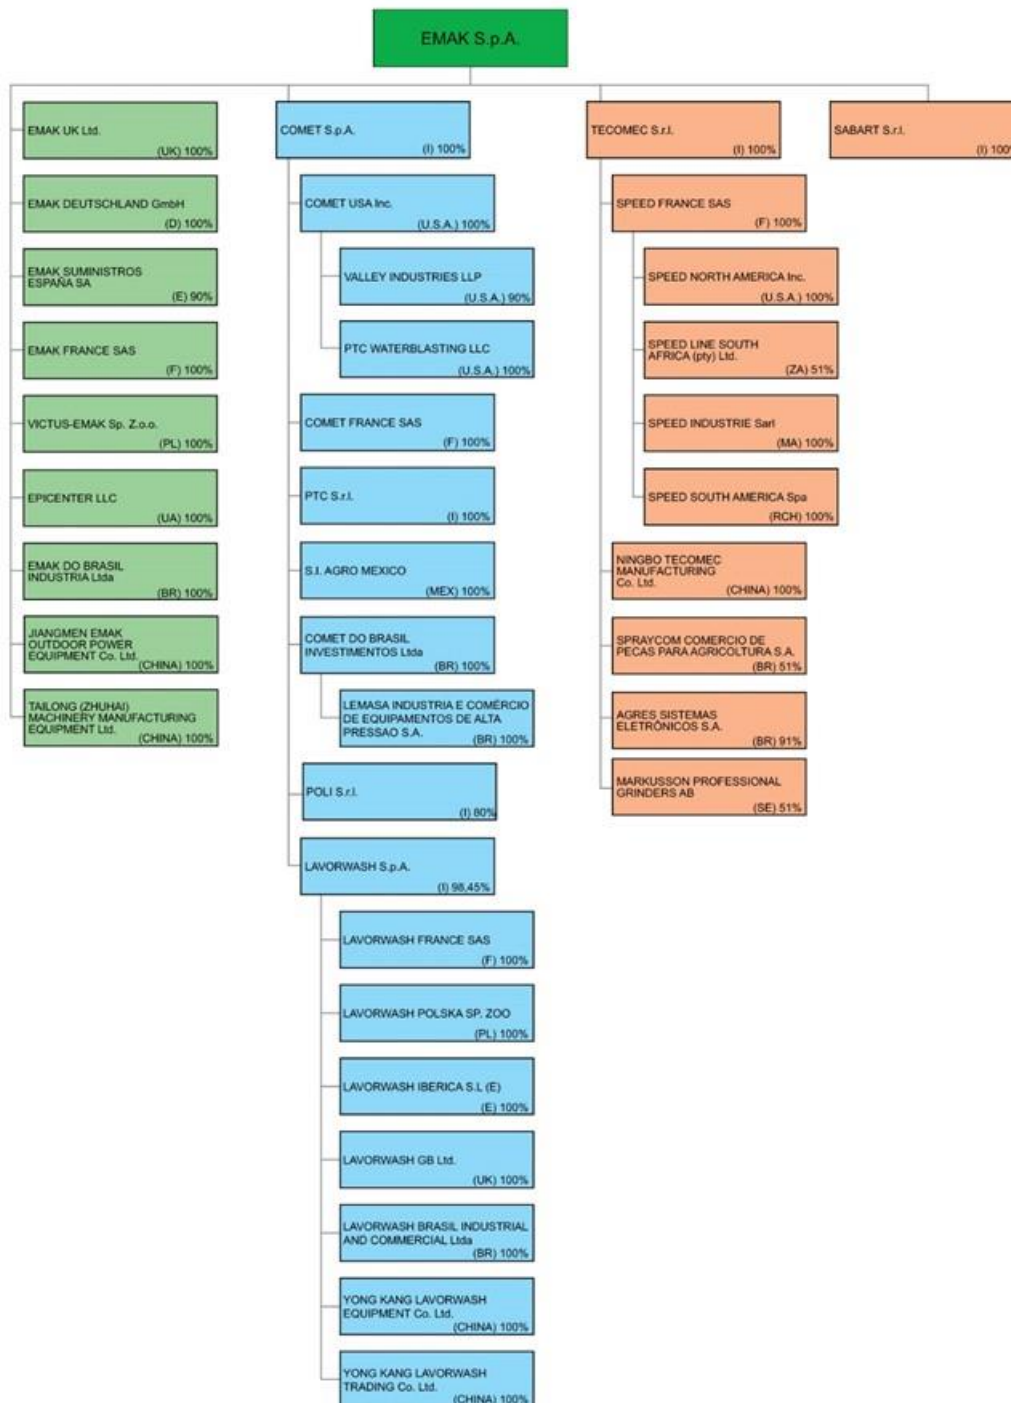 EMAK S.p.A.
EMAK UK Ltd.
(UK) 100%
EMAK DEUTSCHLAND GmbH
(D) 100%
EMAK SUMINISTROS
ESPAÑA SA
(E) 90%
EMAK FRANCE SAS
(F) 100%
VICTUS-EMAK Sp. Z.o.o.
(PL) 100%
EPICENTER LLC
(UA) 100%
EMAK DO BRASIL
INDUSTRIA Ltda
(BR) 100%
JIANGMEN EMAK
OUTDOOR POWER
EQUIPMENT Co. Ltd.
(CHINA) 100%
TAILONG (ZHUHAI)
MACHINERY MANUFACTURING
EQUIPMENT Ltd.
(CHINA) 100%
COMET S.p.A.
(I) 100%
COMET USA Inc.
(U.S.A.) 100%
VALLEY INDUSTRIES LLP
(U.S.A.) 90%
PTC WATERBLASTING LLC
(U.S.A.) 100%
COMET FRANCE SAS
(F) 100%
PTC S.r.l.
(I) 100%
S.I. AGRO MEXICO
(MEX) 100%
COMET DO BRASIL
INVESTIMENTOS Ltda
(BR) 100%
LEMASA INDUSTRIA E COMÉRCIO
DE EQUIPAMENTOS DE ALTA
PRESSAO S.A.
(BR) 100%
POLI S.r.l.
(I) 80%
LAVORWASH S.p.A.
(I) 98,45%
LAVORWASH FRANCE SAS
(F) 100%
LAVORWASH POLSKA SP. ZOO
(PL) 100%
LAVORWASH IBERICA S.L (E)
(E) 100%
LAVORWASH GB Ltd.
(UK) 100%
LAVORWASH BRASIL INDUSTRIAL
AND COMMERCIAL Ltda
(BR) 100%
YONG KANG LAVORWASH
EQUIPMENT Co. Ltd.
(CHINA) 100%
YONG KANG LAVORWASH
TRADING Co. Ltd.
(CHINA) 100%
TECOMEC S.r.l.
(I) 100%
SPEED FRANCE SAS
(F) 100%
SPEED NORTH AMERICA Inc.
(U.S.A.) 100%
SPEED LINE SOUTH
AFRICA (pty) Ltd.
(ZA) 51%
SPEED INDUSTRIE Sarl
(MA) 100%
SPEED SOUTH AMERICA Spa
(RCH) 100%
NINGBO TECOMEC
MANUFACTURING
Co. Ltd.
(CHINA) 100%
SPRAYCOM COMERCIO DE
PECAS PARA AGRICOLTURA S.A.
(BR) 51%
AGRES SISTEMAS
ELETRÔNICOS S.A.
(BR) 91%
MARKUSSON PROFESSIONAL
GRINDERS AB
(SE) 51%
SABART S.r.l.
(I) 100%